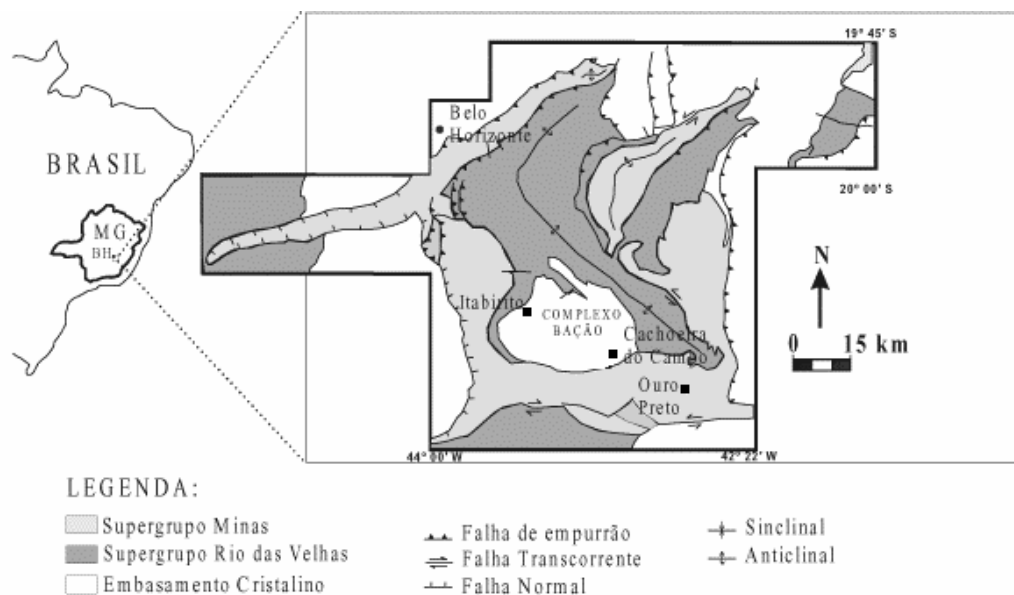 19° 45' S
Belo
Horizonte
BRASIL
20° 00' S
MG
BH
N
Itabirito
COMPLEXO
BAÇÃO
Cachoeira
do Campo
0 15 km
Ouro
Preto
44° 00' W
42° 22' W
LEGENDA:
Supergrupo Minas
Supergrupo Rio das Velhas
Embasamento Cristalino
Falha de empurrão
Falha Transcorrente
Falha Normal
Sinclinal
Anticlinal